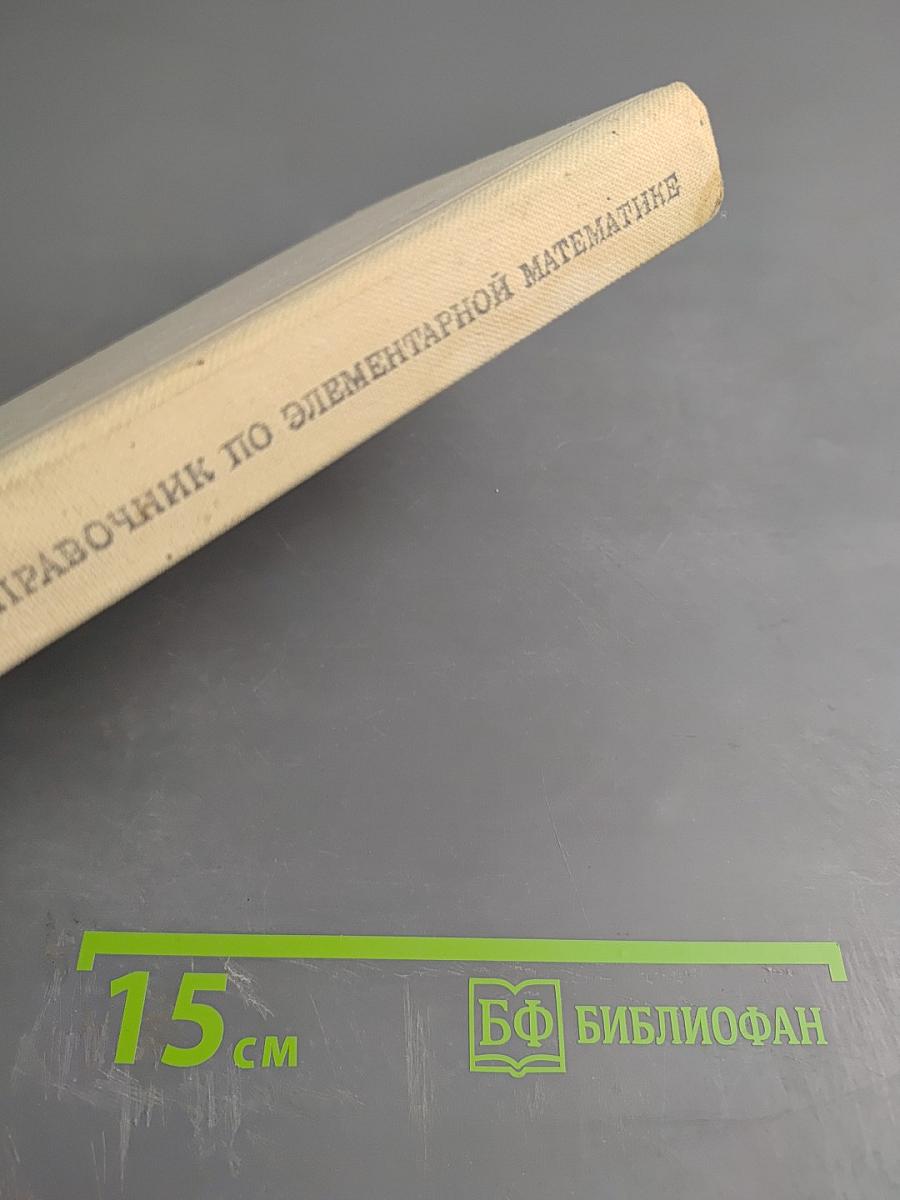 ПРАВОЧНИК ПО ЭЛЕМЕНТАРНОЙ МАТЕМАТИКЕ
15 см
БФ БИБЛИОФАН